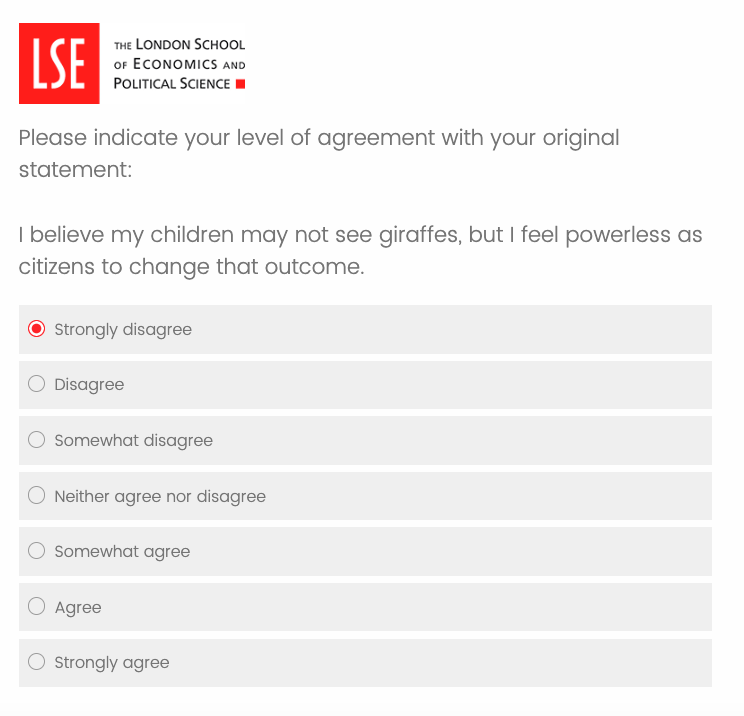 LSE
THE LONDON SCHOOL
OF ECONOMICS AND
POLITICAL SCIENCE
Please indicate your level of agreement with your original
statement:
I believe my children may not see giraffes, but I feel powerless as
citizens to change that outcome.
Strongly disagree
Disagree
Somewhat disagree
Neither agree nor disagree
Somewhat agree
Agree
Strongly agree